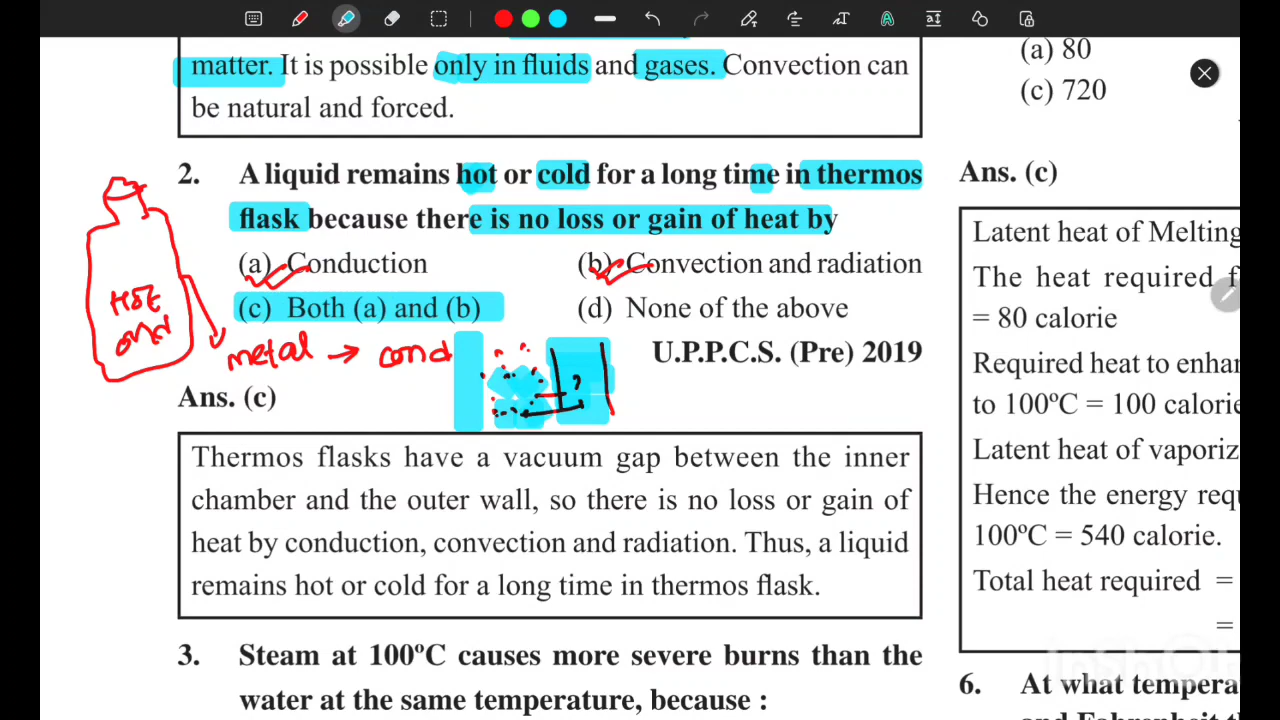 matter. It is possible only in fluids and gases. Convection can
be natural and forced.
2. A liquid remains hot or cold for a long time in thermos
flask because there is no loss or gain of heat by
(a) Conduction (b) Convection and radiation
(c) Both (a) and (b) (d) None of the above
metal → cond
U.P.P.C.S. (Pre) 2019
Ans. (c)
Thermos flasks have a vacuum gap between the inner
chamber and the outer wall, so there is no loss or gain of
heat by conduction, convection and radiation. Thus, a liquid
remains hot or cold for a long time in thermos flask.
3. Steam at 100ºC causes more severe burns than the
water at the same temperature, because :
(a) 80
(c) 720
Ans. (c)
Latent heat of Melting
The heat required
= 80 calorie
Required heat to enhan
to 100ºC = 100 calorie
Latent heat of vaporiz
Hence the energy req
100ºC = 540 calorie.
Total heat required =
=
6. At what tempera